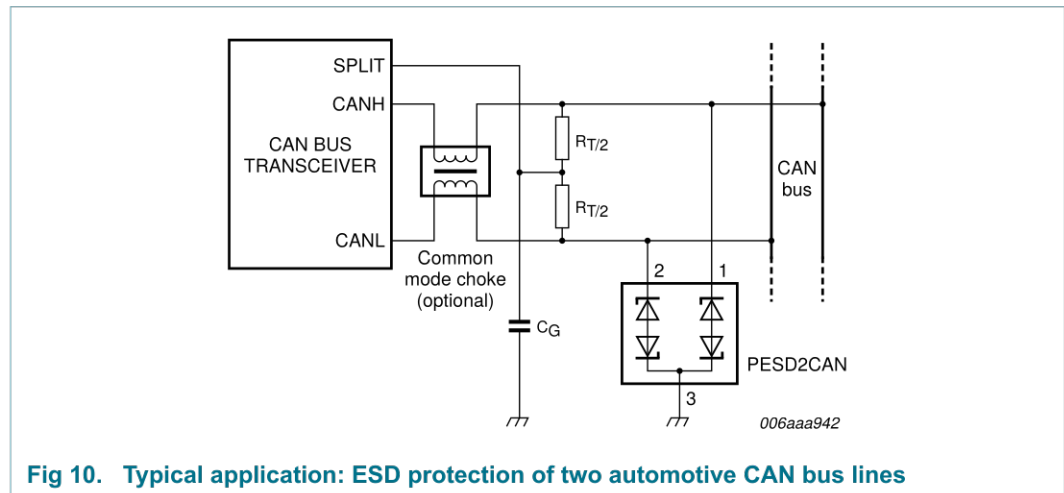 SPLIT
CANH
CAN BUS
TRANSCEIVER
CANL
Common
mode choke
(optional)
RT/2
RT/2
CG
CAN
bus
2
1
PESD2CAN
3
006aaa942
Fig 10. Typical application: ESD protection of two automotive CAN bus lines